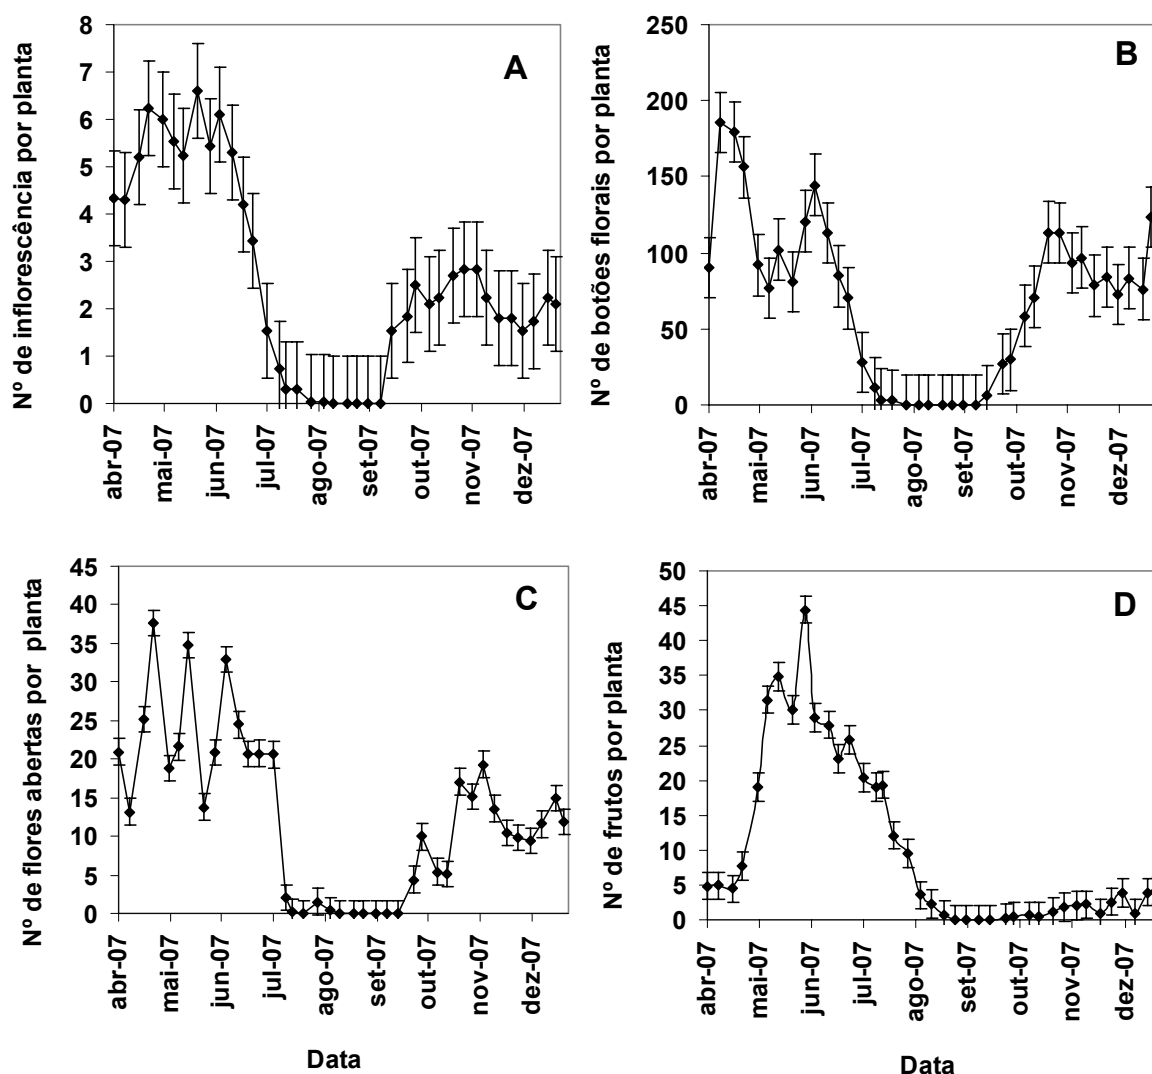 Nº de inflorescência por planta
8
7
6
5
4
3
2
1
0
A
abr-07
mai-07
jun-07
jul-07
ago-07
set-07
out-07
nov-07
dez-07
Nº de botões florais por planta
250
200
150
100
50
0
B
abr-07
mai-07
jun-07
jul-07
ago-07
set-07
out-07
nov-07
dez-07
Nº de flores abertas por planta
45
40
35
30
25
20
15
10
5
0
C
abr-07
mai-07
jun-07
jul-07
ago-07
set-07
out-07
nov-07
dez-07
Data
Nº de frutos por planta
50
45
40
35
30
25
20
15
10
5
0
D
abr-07
mai-07
jun-07
jul-07
ago-07
set-07
out-07
nov-07
dez-07
Data